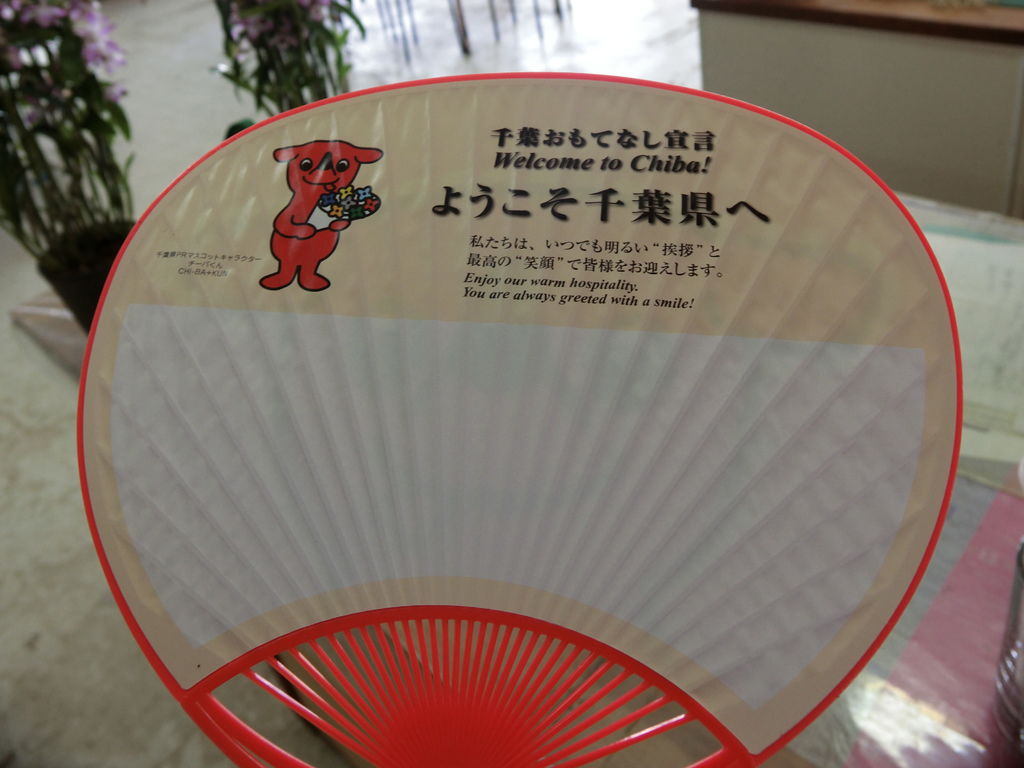 千葉おもてなし宣言
Welcome to Chiba!
ようこそ千葉県へ
私たちは、いつでも明るい“挨拶”と
最高の“笑顔”で皆様をお迎えします。
Enjoy our warm hospitality.
You are always greeted with a smile!
千葉県PRマスコットキャラクター
チーバくん
CHI-BA+KUN